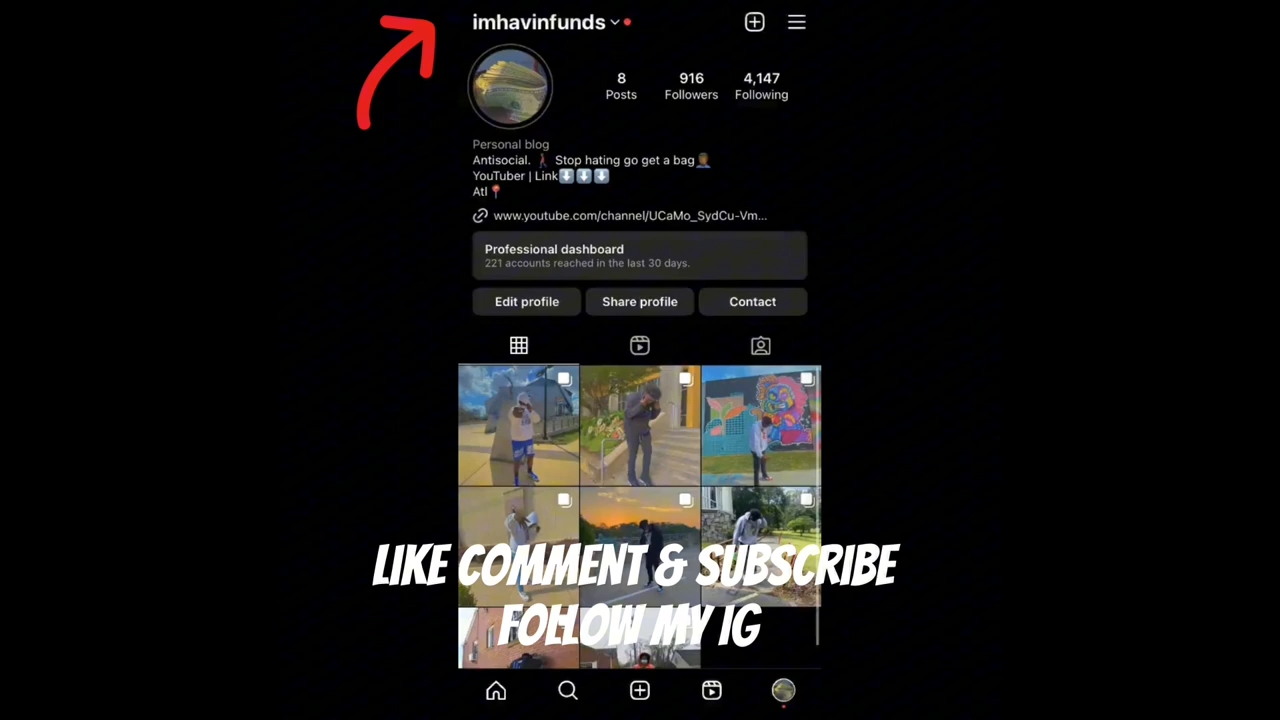 imhavinfunds
8 916 4,147
Posts Followers Following
Personal blog
Antisocial. 🚶🏾 Stop hating go get a bag🤦🏾‍♂️
YouTuber | Link⬇️⬇️⬇️
Atl📍
www.youtube.com/channel/UCaMo_SydCu-Vm...
Professional dashboard
221 accounts reached in the last 30 days.
Edit profile Share profile Contact
LIKE COMMENT & SUBSCRIBE
FOLLOW MY IG